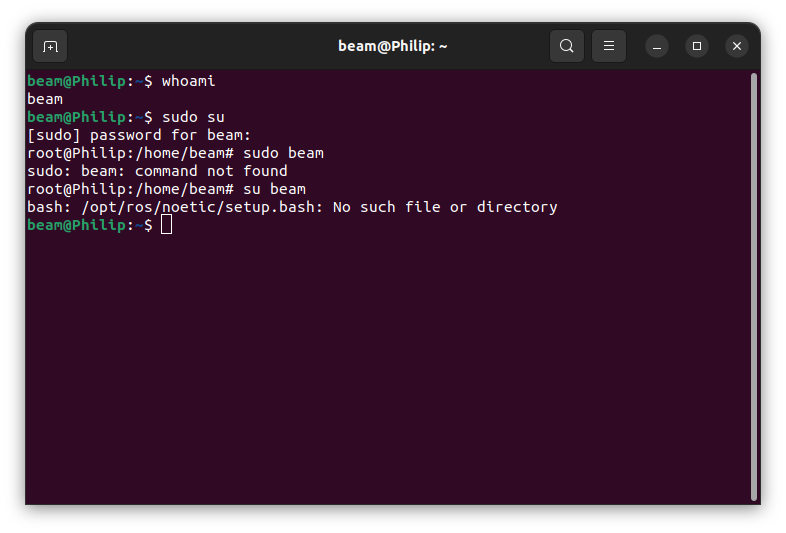 beam@Philip: ~
beam@Philip:~$ whoami
beam
beam@Philip:~$ sudo su
[sudo] password for beam:
root@Philip:/home/beam# sudo beam
sudo: beam: command not found
root@Philip:/home/beam# su beam
bash: /opt/ros/noetic/setup.bash: No such file or directory
beam@Philip:~$